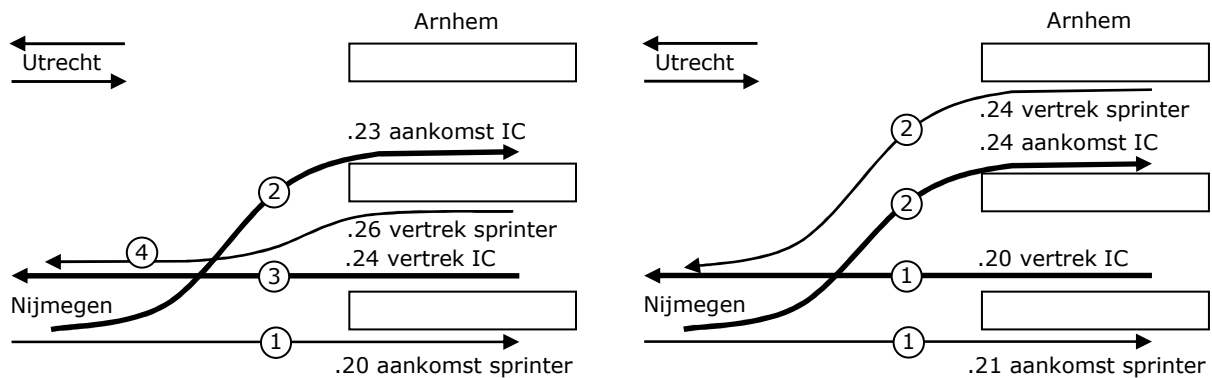 Arnhem
Utrecht
.23 aankomst IC
2
.26 vertrek sprinter
4
.24 vertrek IC
3
Nijmegen
1
.20 aankomst sprinter
Arnhem
Utrecht
.24 vertrek sprinter
2
.24 aankomst IC
2
.20 vertrek IC
1
Nijmegen
1
.21 aankomst sprinter